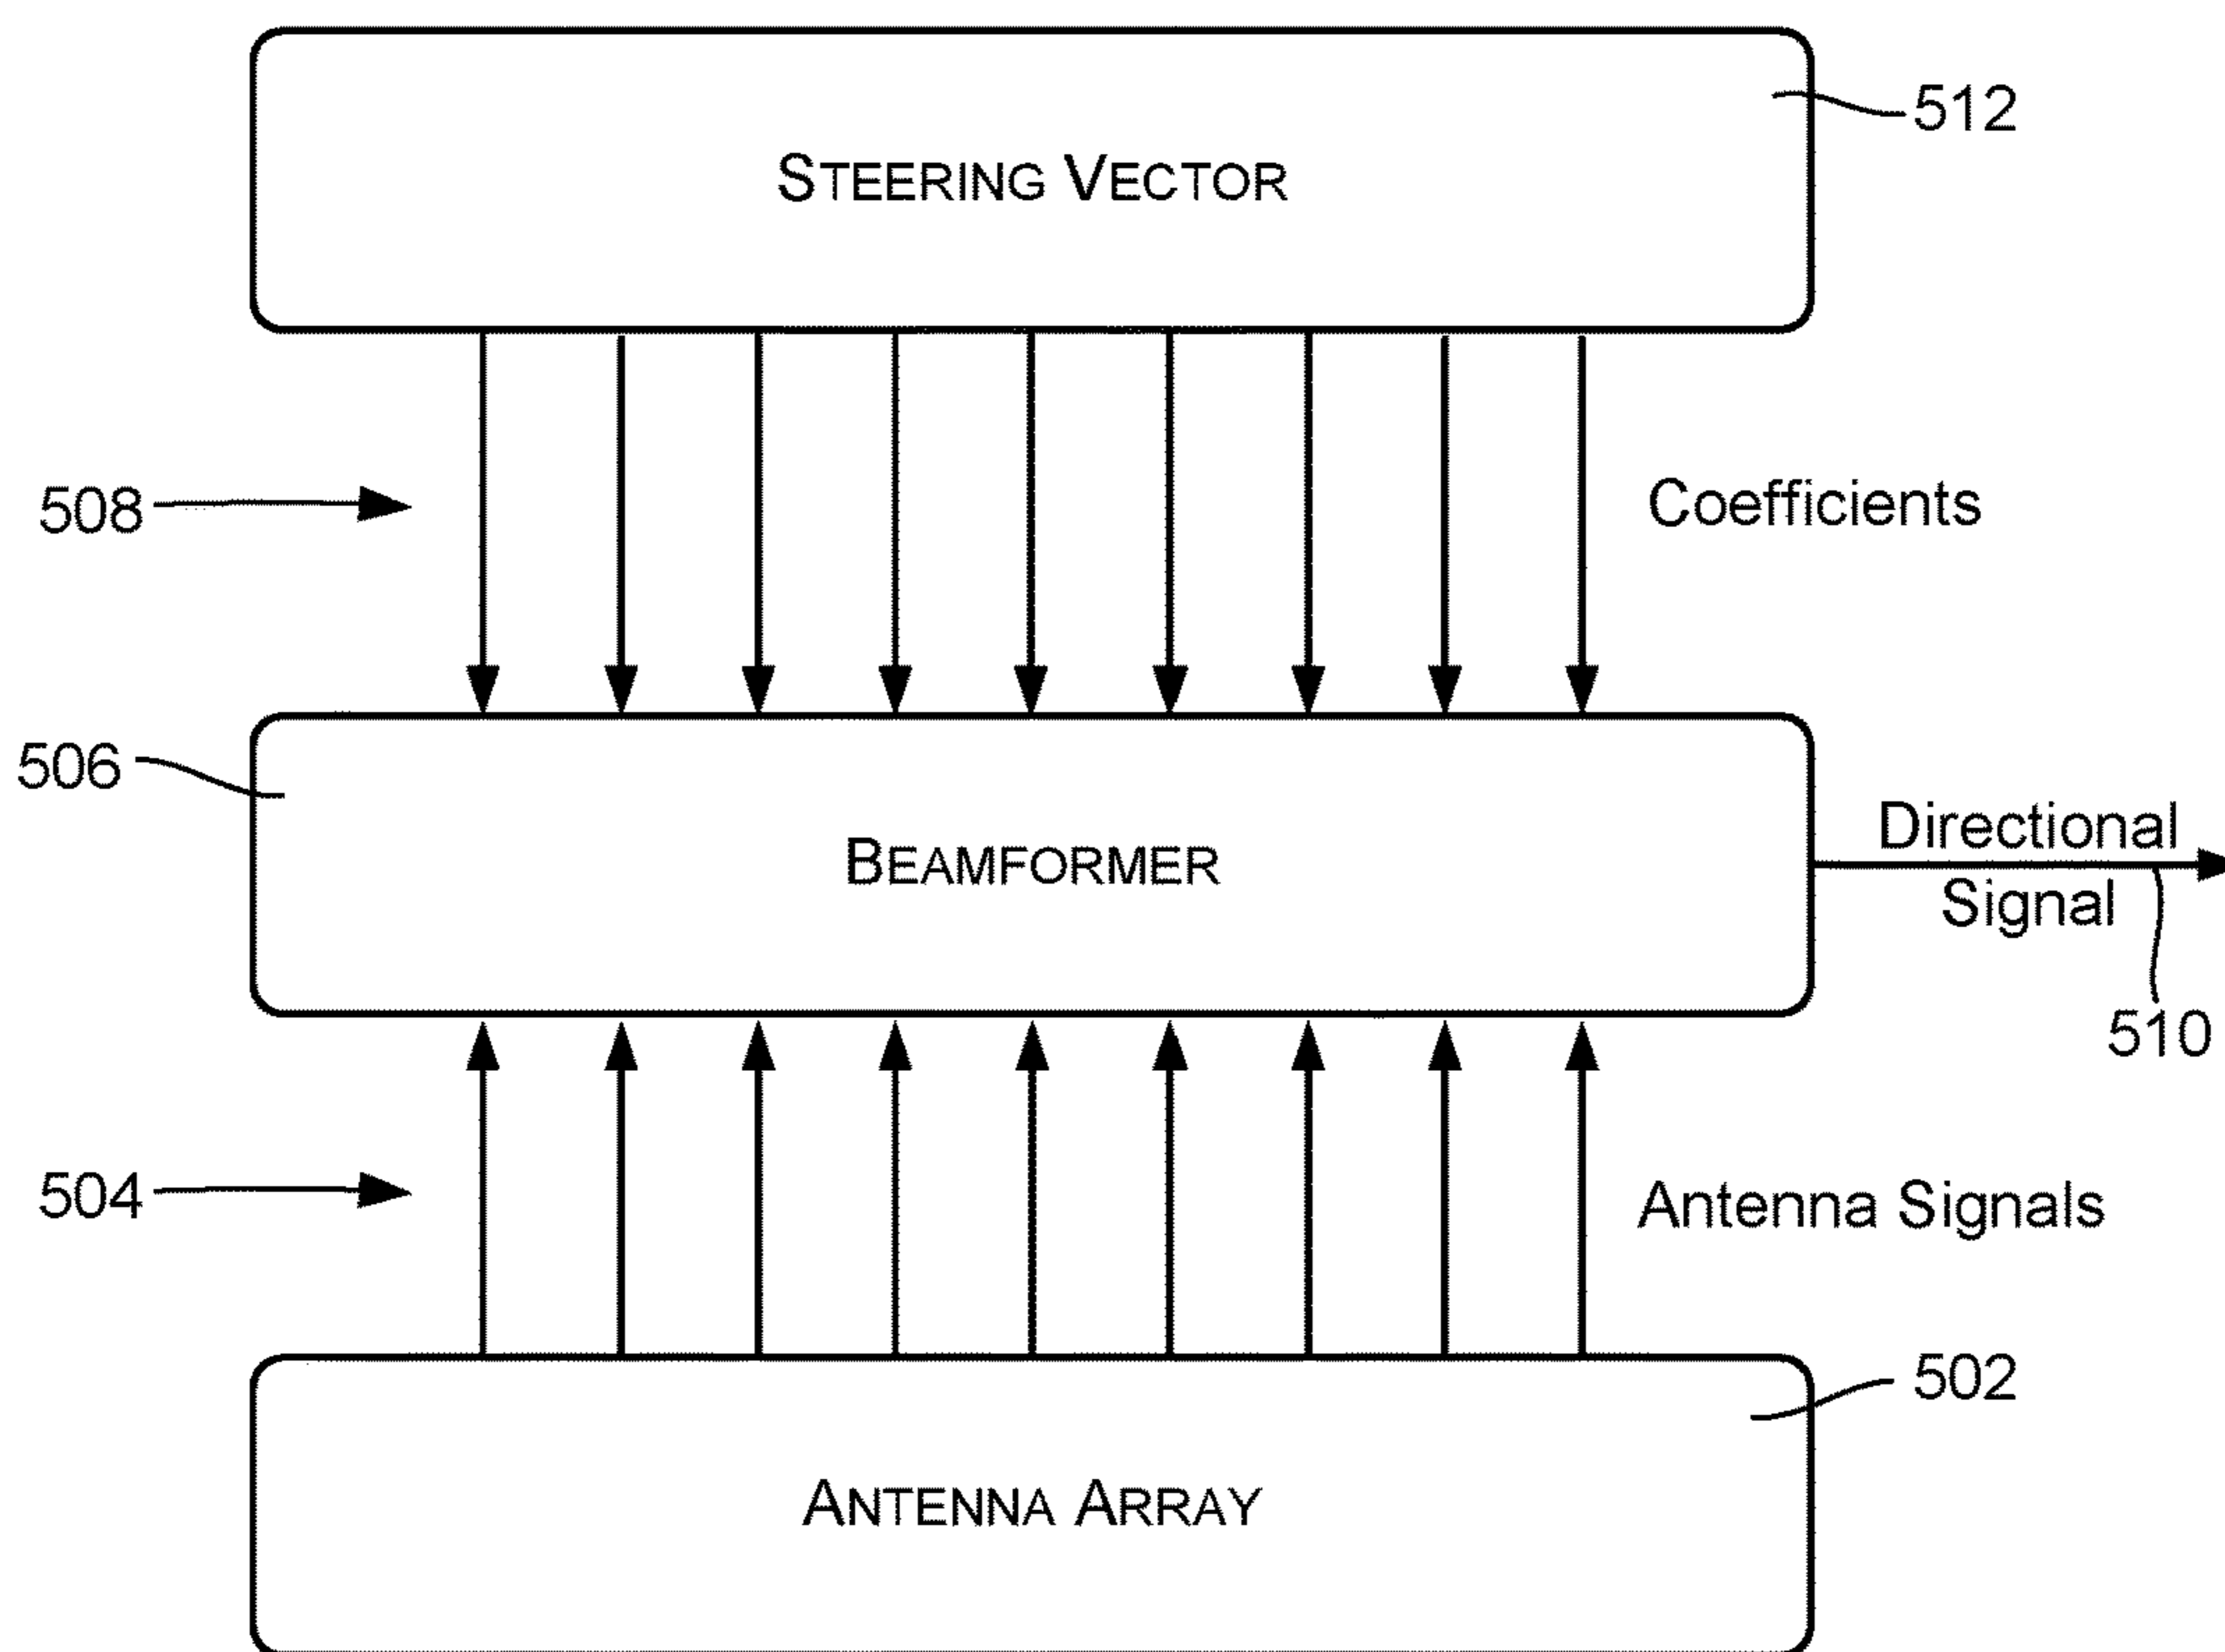 512
STEERING VECTOR
508
Coefficients
506
Directional
BEAMFORMER
Signal
510
504
Antenna Signals
502
ANTENNA ARRAY